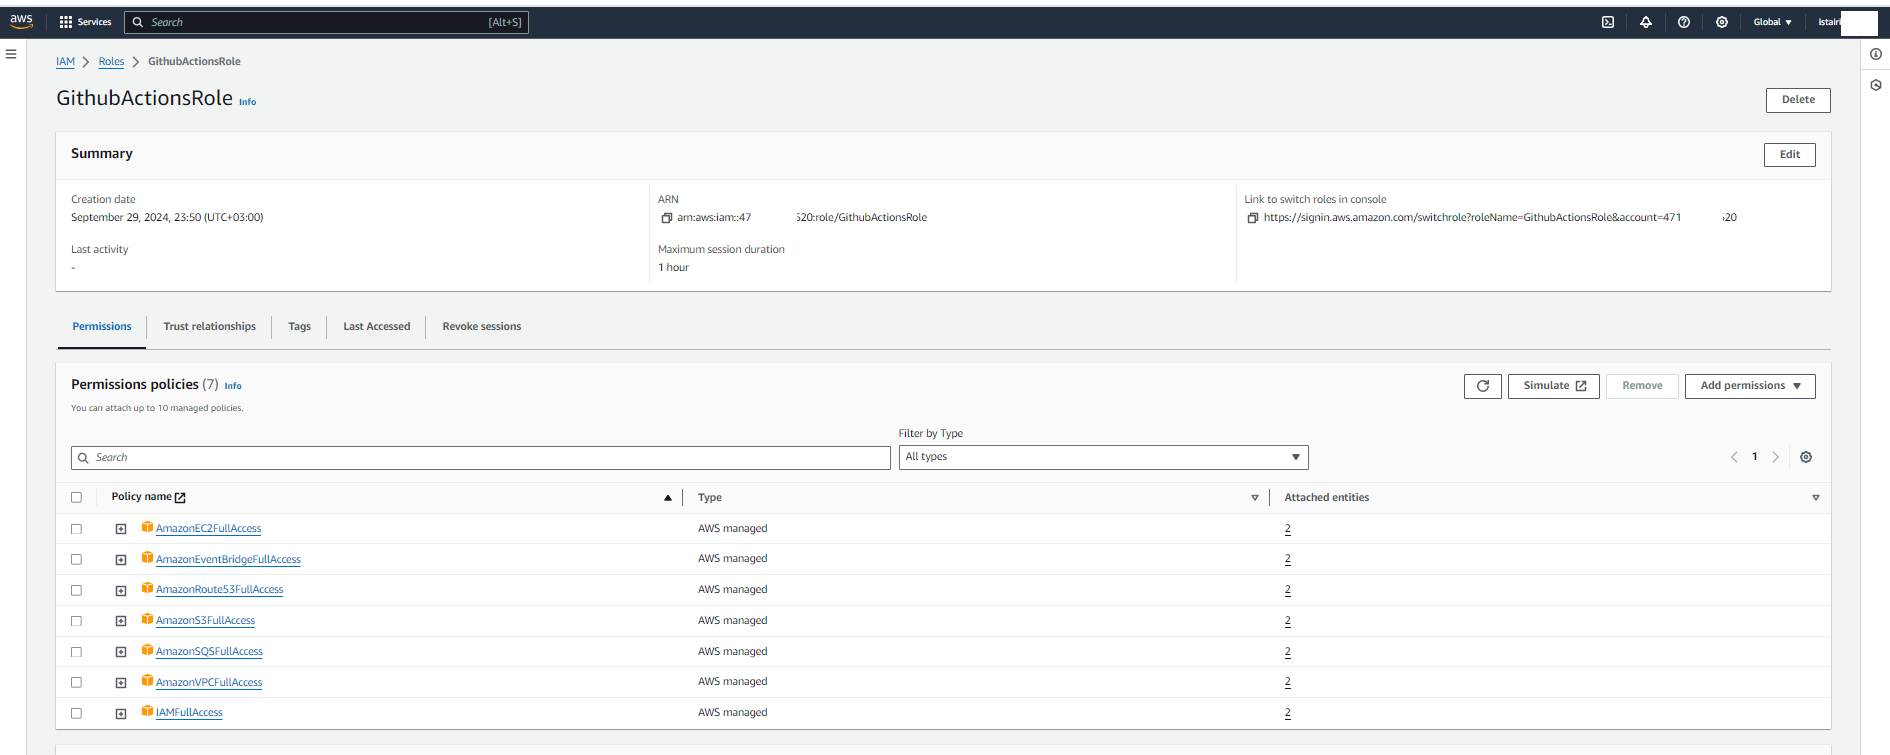 aws Services Search [Alt+S] Global istairi
IAM Roles GithubActionsRole
GithubActionsRole Info
Delete
Summary
Edit
Creation date ARN Link to switch roles in console
September 29, 2024, 23:50 (UTC+03:00) arn:aws:iam::47 520:role/GithubActionsRole https://signin.aws.amazon.com/switchrole?roleName=GithubActionsRole&account=471 20
Last activity Maximum session duration
- 1 hour
Permissions Trust relationships Tags Last Accessed Revoke sessions
Permissions policies (7) Info
Simulate Remove Add permissions
You can attach up to 10 managed policies.
Filter by Type
Search All types 1
Policy name Type Attached entities
AmazonEC2FullAccess AWS managed 2
AmazonEventBridgeFullAccess AWS managed 2
AmazonRoute53FullAccess AWS managed 2
AmazonS3FullAccess AWS managed 2
AmazonSQSFullAccess AWS managed 2
AmazonVPCFullAccess AWS managed 2
IAMFullAccess AWS managed 2